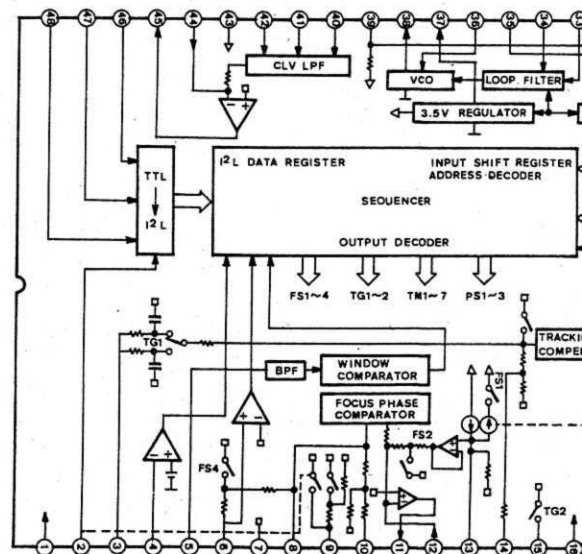 48 47 46 45 44 43 42 41 40 39 38 37 36 35 34 33
CLV LPF
VCO
LOOP. FILTER
3.5V REGULATOR
TTL
I²L
I²L DATA REGISTER
INPUT SHIFT REGISTER
ADDRESS·DECODER
SEQUENCER
OUTPUT DECODER
FS1~4
TG1~2
TM1~7
PS1~3
TG1
BPF
WINDOW
COMPARATOR
FOCUS PHASE
COMPARATOR
FS1
FS2
FS4
TG2
1 2 3 4 5 6 7 8 9 10 11 12 13 14 15